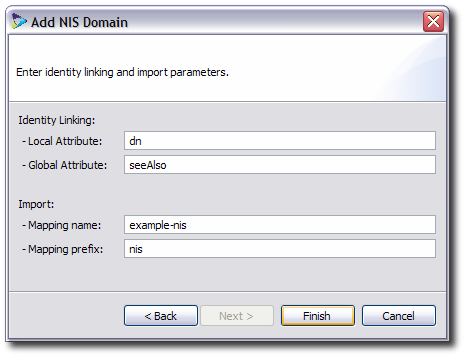 Add NIS Domain
Enter identity linking and import parameters.
Identity Linking:
- Local Attribute: dn
- Global Attribute: seeAlso
Import:
- Mapping name: example-nis
- Mapping prefix: nis
< Back Next > Finish Cancel